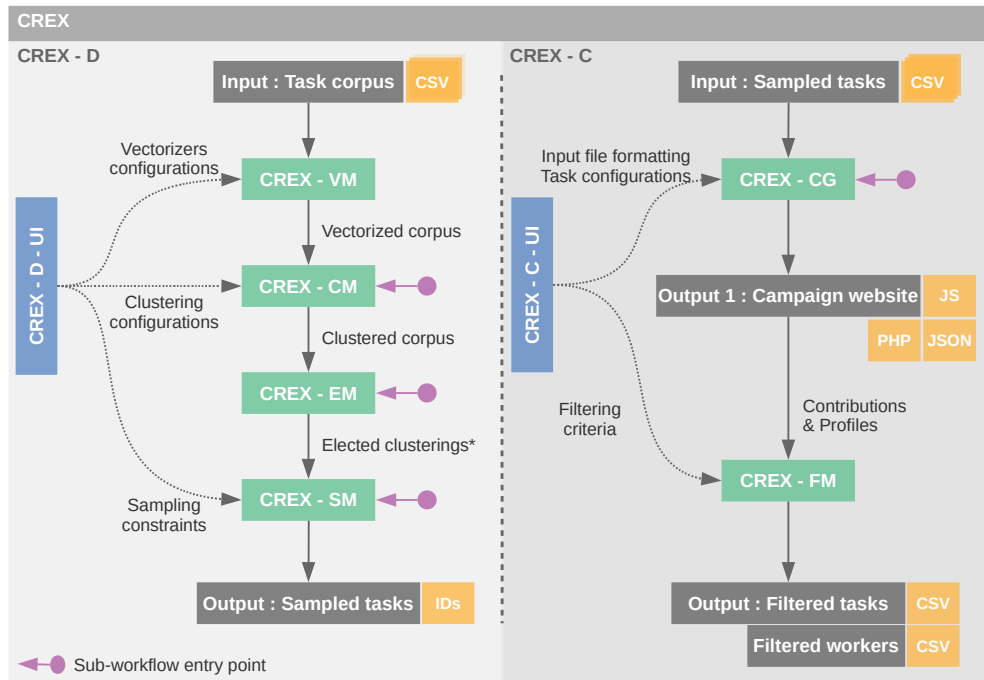 CREX
CREX - D
Input : Task corpus
CSV
Vectorizers
configurations
CREX - VM
CREX - D - UI
Vectorized corpus
Clustering
configurations
CREX - CM
Clustered corpus
CREX - EM
Elected clusterings*
Sampling
constraints
CREX - SM
Output : Sampled tasks
IDs
Sub-workflow entry point
CREX - C
Input : Sampled tasks
CSV
Input file formatting
Task configurations
CREX - CG
CREX - C - UI
Output 1 : Campaign website
JS
PHP
JSON
Filtering
criteria
Contributions
& Profiles
CREX - FM
Output : Filtered tasks
CSV
Filtered workers
CSV